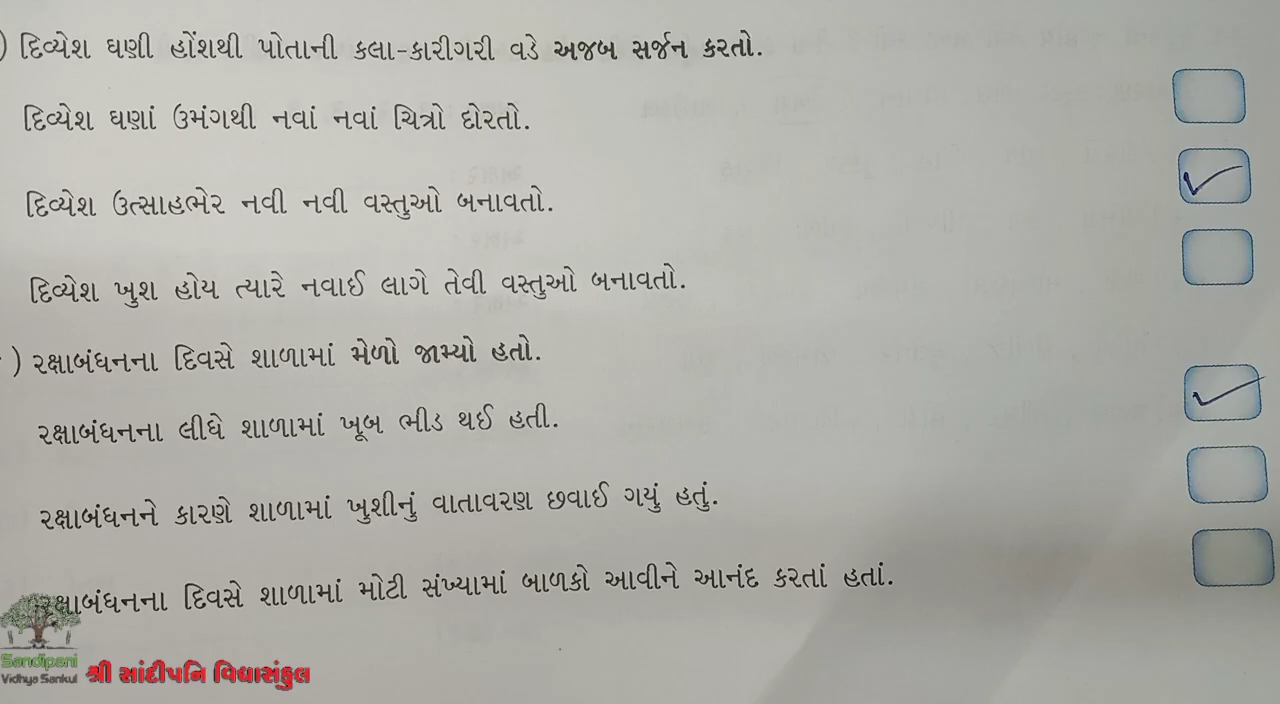 ) દિવ્યેશ ઘણી હોંશથી પોતાની કલા-કારીગરી વડે અજબ સર્જન કરતો.
દિવ્યેશ ઘણાં ઉમંગથી નવાં નવાં ચિત્રો દોરતો.
દિવ્યેશ ઉત્સાહભેર નવી નવી વસ્તુઓ બનાવતો.
દિવ્યેશ ખુશ હોય ત્યારે નવાઈ લાગે તેવી વસ્તુઓ બનાવતો.
) રક્ષાબંધનના દિવસે શાળામાં મેળો જામ્યો હતો.
રક્ષાબંધનના લીધે શાળામાં ખૂબ ભીડ થઈ હતી.
રક્ષાબંધનને કારણે શાળામાં ખુશીનું વાતાવરણ છવાઈ ગયું હતું.
રક્ષાબંધનના દિવસે શાળામાં મોટી સંખ્યામાં બાળકો આવીને આનંદ કરતાં હતાં.
Sandipani
Vidhya Sankul
શ્રી સાંદીપનિ વિદ્યાસંકુલ